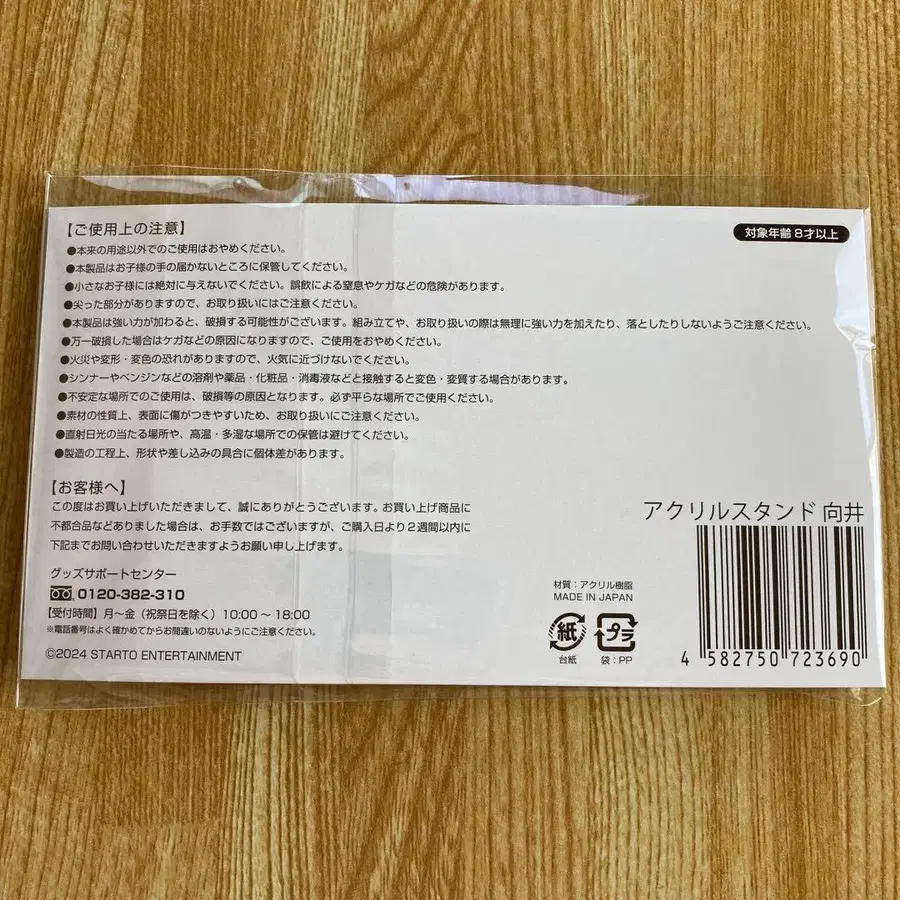 【ご使用上の注意】
対象年齢8才以上
●本来の用途以外でのご使用はおやめください。
●本製品はお子様の手の届かないところに保管してください。
●小さなお子様には絶対に与えないでください。誤飲による窒息やケガなどの危険があります。
●尖った部分がありますので、お取り扱いにはご注意ください。
●本製品は強い力が加わると、破損する可能性がございます。組み立てや、お取り扱いの際は無理に強い力を加えたり、落としたりしないようご注意ください。
●万一破損した場合はケガなどの原因になりますので、ご使用をおやめください。
●火災や変形・変色の恐れがありますので、火気に近づけないでください。
●シンナーやベンジンなどの溶剤や薬品・化粧品・消毒液などと接触すると変色・変質する場合があります。
●不安定な場所でのご使用は、破損等の原因となります。必ず平らな場所でご使用ください。
●素材の性質上、表面に傷がつきやすいため、お取り扱いにご注意ください。
●直射日光の当たる場所や、高温・多湿な場所での保管は避けてください。
●製造の工程上、形状や差し込みの具合に個体差があります。
【お客様へ】
この度はお買い上げいただきまして、誠にありがとうございます。お買い上げ商品に
不都合品などありました場合は、お手数ではございますが、ご購入日より2週間以内に
下記までお問い合わせいただきますようお願い申し上げます。
グッズサポートセンター
0120-382-310
【受付時間】月〜金（祝祭日を除く）10:00〜18:00
※電話番号はよく確かめてからお間違いのないようにご注意ください。
©2024 STARTO ENTERTAINMENT
材質：アクリル樹脂
MADE IN JAPAN
紙
台紙
プラ
袋：PP
アクリルスタンド 向井
4 582750 723690